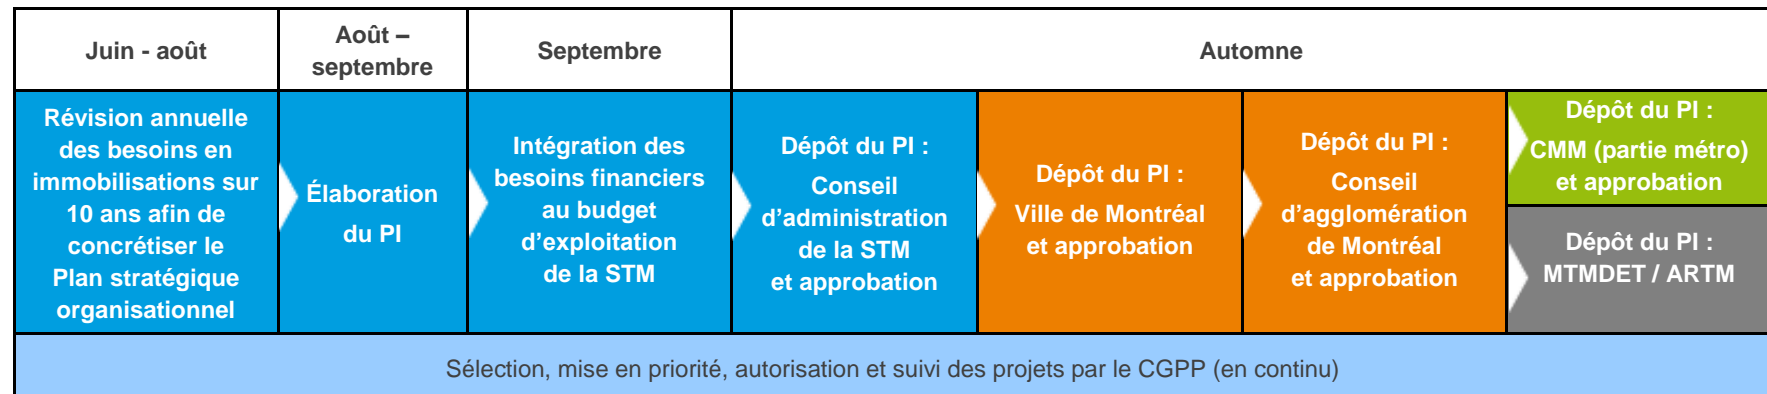 Juin - août
Août –
septembre
Septembre
Automne
Révision annuelle
des besoins en
immobilisations sur
10 ans afin de
concrétiser le
Plan stratégique
organisationnel
Élaboration
du PI
Intégration des
besoins financiers
au budget
d’exploitation
de la STM
Dépôt du PI :
Conseil
d’administration
de la STM
et approbation
Dépôt du PI :
Ville de Montréal
et approbation
Dépôt du PI :
Conseil
d’agglomération
de Montréal
et approbation
Dépôt du PI :
CMM (partie métro)
et approbation
Dépôt du PI :
MTMDET / ARTM
Sélection, mise en priorité, autorisation et suivi des projets par le CGPP (en continu)